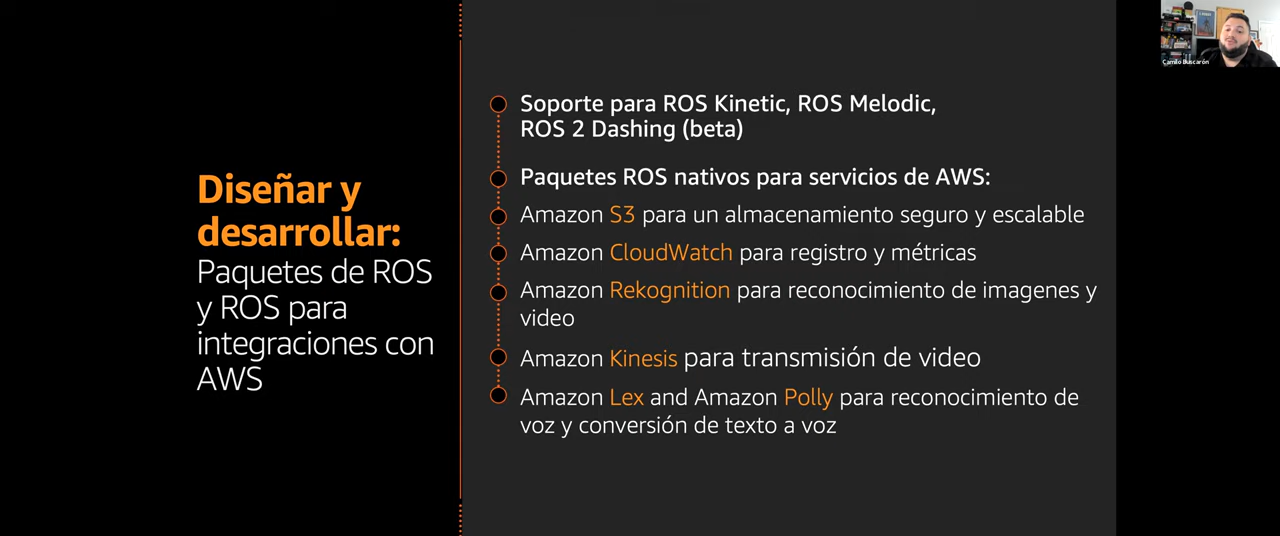 Diseñar y
desarrollar:
Paquetes de ROS
y ROS para
integraciones con
AWS
Soporte para ROS Kinetic, ROS Melodic,
ROS 2 Dashing (beta)
Paquetes ROS nativos para servicios de AWS:
Amazon S3 para un almacenamiento seguro y escalable
Amazon CloudWatch para registro y métricas
Amazon Rekognition para reconocimiento de imagenes y
video
Amazon Kinesis para transmisión de video
Amazon Lex and Amazon Polly para reconocimiento de
voz y conversión de texto a voz
Camilo Buscarón